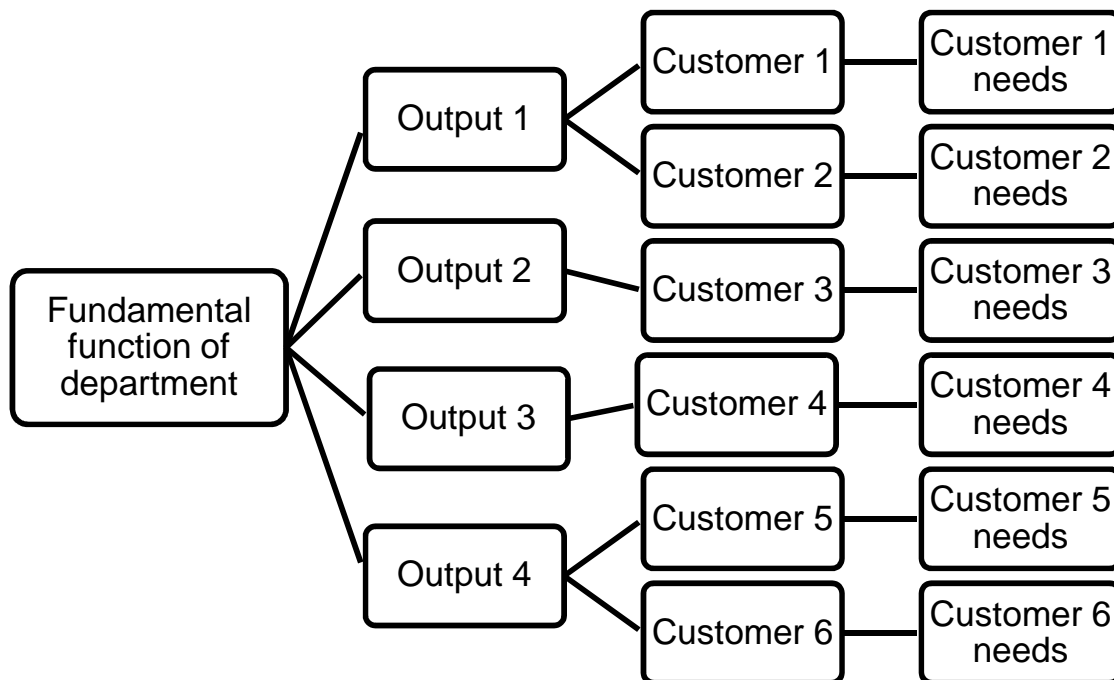 Fundamental
function of
department
Output 1
Output 2
Output 3
Output 4
Customer 1
Customer 2
Customer 3
Customer 4
Customer 5
Customer 6
Customer 1
needs
Customer 2
needs
Customer 3
needs
Customer 4
needs
Customer 5
needs
Customer 6
needs